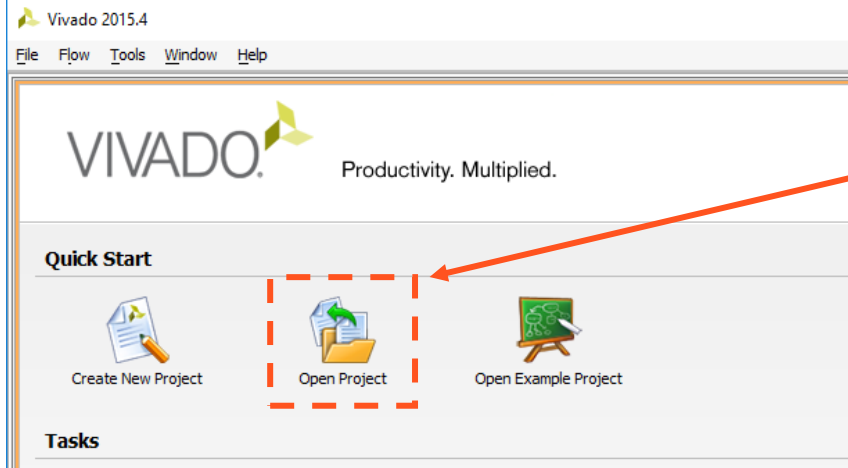 Vivado 2015.4
File Flow Tools Window Help
VIVADO.
Productivity. Multiplied.
Quick Start
Create New Project Open Project Open Example Project
Tasks